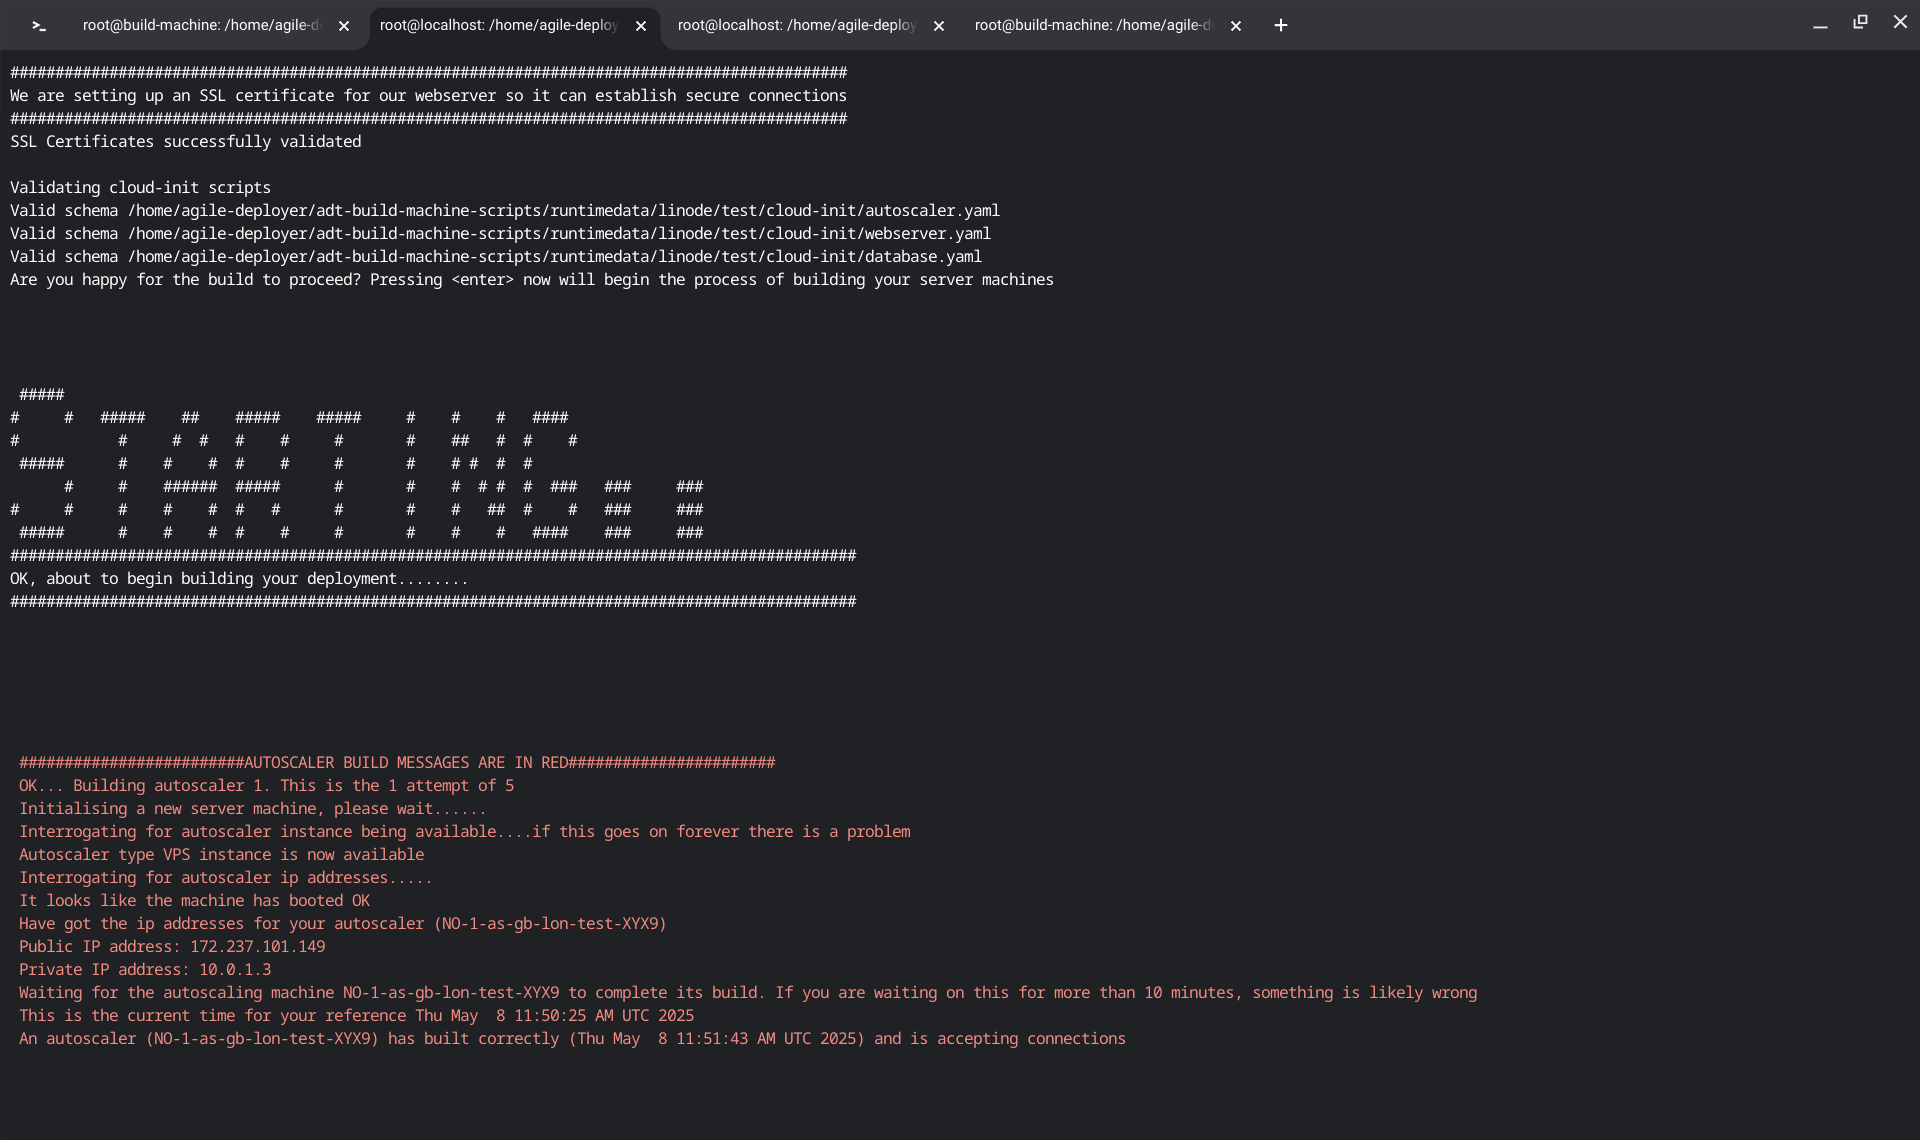 root@build-machine: /home/agile-d
root@localhost: /home/agile-deploy
root@localhost: /home/agile-deploy
root@build-machine: /home/agile-d
#############################################################################################
We are setting up an SSL certificate for our webserver so it can establish secure connections
#############################################################################################
SSL Certificates successfully validated
Validating cloud-init scripts
Valid schema /home/agile-deployer/adt-build-machine-scripts/runtimedata/linode/test/cloud-init/autoscaler.yaml
Valid schema /home/agile-deployer/adt-build-machine-scripts/runtimedata/linode/test/cloud-init/webserver.yaml
Valid schema /home/agile-deployer/adt-build-machine-scripts/runtimedata/linode/test/cloud-init/database.yaml
Are you happy for the build to proceed? Pressing <enter> now will begin the process of building your server machines
 #####
#     #   #####    ##    #####    #####     #    #    #   ####
#           #     #  #   #    #     #       #    ##   #  #    #
 #####      #    #    #  #    #     #       #    # #  #  #
      #     #    ######  #####      #       #    #  # #  #  ###   ###     ###
#     #     #    #    #  #   #      #       #    #   ##  #    #   ###     ###
 #####      #    #    #  #    #     #       #    #    #   ####    ###     ###
##############################################################################################
OK, about to begin building your deployment........
##############################################################################################
#########################AUTOSCALER BUILD MESSAGES ARE IN RED#######################
OK... Building autoscaler 1. This is the 1 attempt of 5
Initialising a new server machine, please wait......
Interrogating for autoscaler instance being available....if this goes on forever there is a problem
Autoscaler type VPS instance is now available
Interrogating for autoscaler ip addresses.....
It looks like the machine has booted OK
Have got the ip addresses for your autoscaler (NO-1-as-gb-lon-test-XYX9)
Public IP address: 172.237.101.149
Private IP address: 10.0.1.3
Waiting for the autoscaling machine NO-1-as-gb-lon-test-XYX9 to complete its build. If you are waiting on this for more than 10 minutes, something is likely wrong
This is the current time for your reference Thu May  8 11:50:25 AM UTC 2025
An autoscaler (NO-1-as-gb-lon-test-XYX9) has built correctly (Thu May  8 11:51:43 AM UTC 2025) and is accepting connections